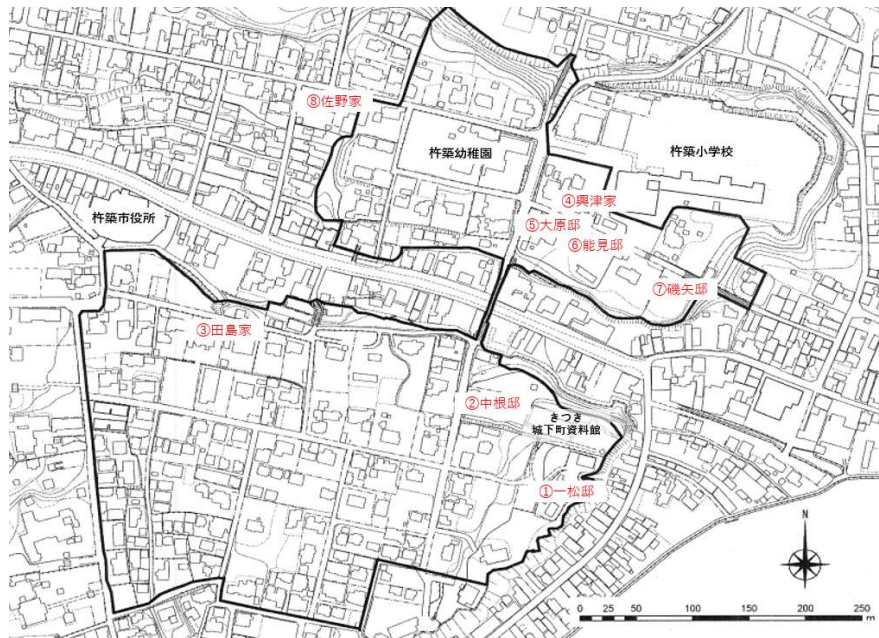 ⑧佐野家
杵築幼稚園
杵築小学校
④興津家
⑤大原邸
杵築市役所
⑥能見邸
⑦磯矢邸
③田島家
②中根邸
きつき
城下町資料館
①一松邸
N
0 25 50 100 150 200 250
m